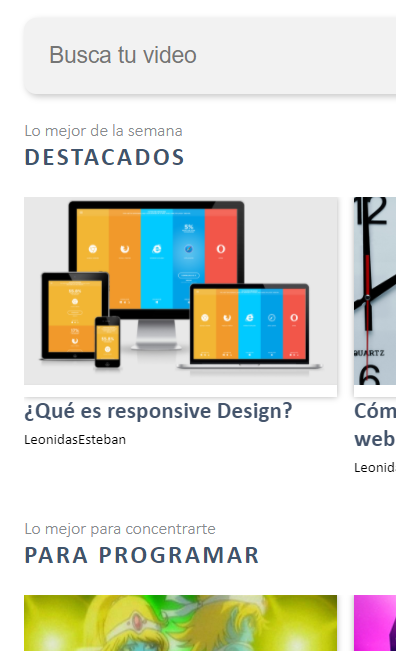 Busca tu video
Lo mejor de la semana
DESTACADOS
12
QUARTZ
6
¿Qué es responsive Design?
LeonidasEsteban
Cóm
web
Leonid
Lo mejor para concentrarte
PARA PROGRAMAR